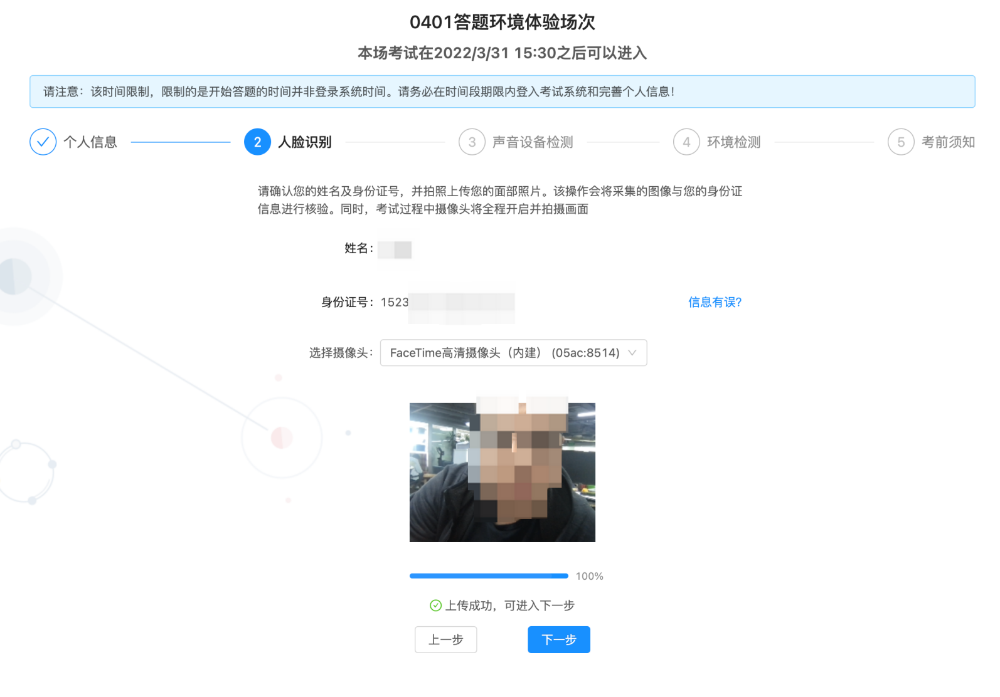 0401答题环境体验场次
本场考试在2022/3/31 15:30之后可以进入
请注意：该时间限制，限制的是开始答题的时间并非登录系统时间。请务必在时间段期限内登入考试系统和完善个人信息！
个人信息
2 人脸识别
3 声音设备检测
4 环境检测
5 考前须知
请确认您的姓名及身份证号，并拍照上传您的面部照片。该操作会将采集的图像与您的身份证
信息进行核验。同时，考试过程中摄像头将全程开启并拍摄画面
姓名：
身份证号：1523
信息有误?
选择摄像头：FaceTime高清摄像头（内建） (05ac:8514)
100%
上传成功，可进入下一步
上一步
下一步